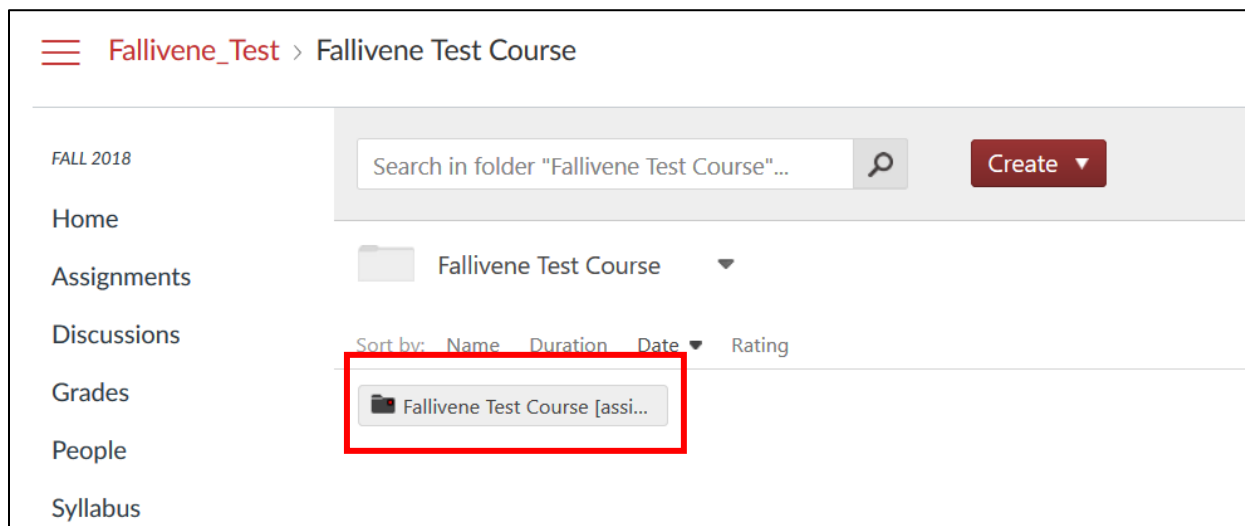 Fallivene_Test > Fallivene Test Course
FALL 2018
Home
Assignments
Discussions
Grades
People
Syllabus
Search in folder "Fallivene Test Course"...
Create
Fallivene Test Course
Sort by: Name Duration Date Rating
Fallivene Test Course [assi...